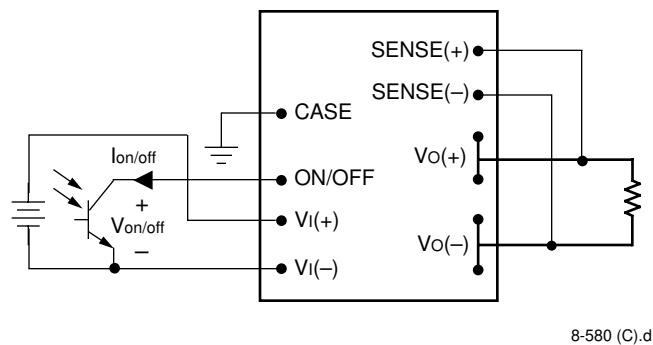 SENSE(+)
SENSE(–)
CASE
Ion/off
VO(+)
ON/OFF
+
Von/off
VI(+)
–
VO(–)
VI(–)
8-580 (C).d